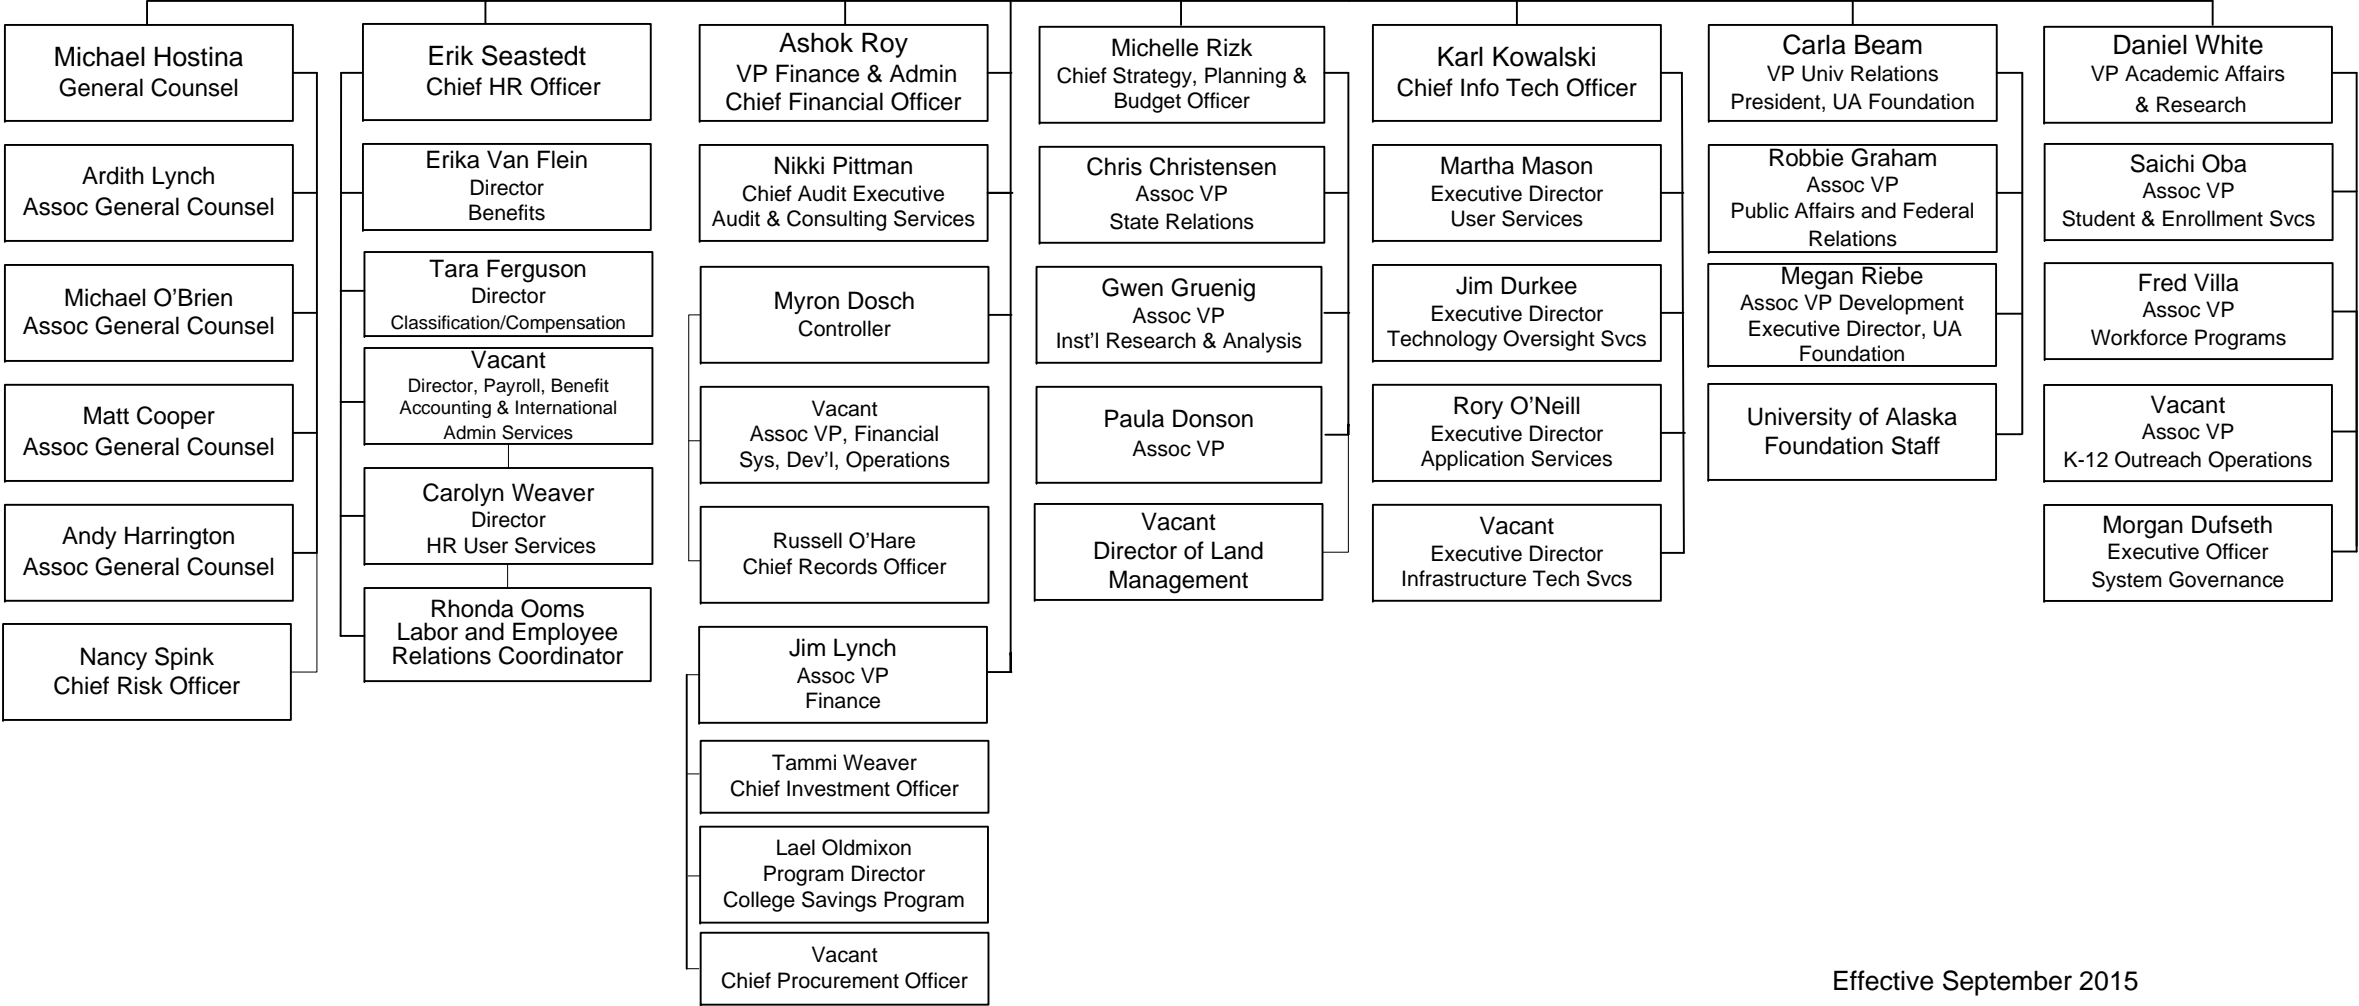 Michael Hostina
General Counsel
Ardith Lynch
Assoc General Counsel
Michael O’Brien
Assoc General Counsel
Matt Cooper
Assoc General Counsel
Andy Harrington
Assoc General Counsel
Nancy Spink
Chief Risk Officer
Erik Seastedt
Chief HR Officer
Erika Van Flein
Director
Benefits
Tara Ferguson
Director
Classification/Compensation
Vacant
Director, Payroll, Benefit
Accounting & International
Admin Services
Carolyn Weaver
Director
HR User Services
Rhonda Ooms
Labor and Employee
Relations Coordinator
Ashok Roy
VP Finance & Admin
Chief Financial Officer
Nikki Pittman
Chief Audit Executive
Audit & Consulting Services
Myron Dosch
Controller
Vacant
Assoc VP, Financial
Sys, Dev’l, Operations
Russell O’Hare
Chief Records Officer
Jim Lynch
Assoc VP
Finance
Tammi Weaver
Chief Investment Officer
Lael Oldmixon
Program Director
College Savings Program
Vacant
Chief Procurement Officer
Michelle Rizk
Chief Strategy, Planning &
Budget Officer
Chris Christensen
Assoc VP
State Relations
Gwen Gruenig
Assoc VP
Inst’l Research & Analysis
Paula Donson
Assoc VP
Vacant
Director of Land
Management
Karl Kowalski
Chief Info Tech Officer
Martha Mason
Executive Director
User Services
Jim Durkee
Executive Director
Technology Oversight Svcs
Rory O’Neill
Executive Director
Application Services
Vacant
Executive Director
Infrastructure Tech Svcs
Carla Beam
VP Univ Relations
President, UA Foundation
Robbie Graham
Assoc VP
Public Affairs and Federal
Relations
Megan Riebe
Assoc VP Development
Executive Director, UA
Foundation
University of Alaska
Foundation Staff
Daniel White
VP Academic Affairs
& Research
Saichi Oba
Assoc VP
Student & Enrollment Svcs
Fred Villa
Assoc VP
Workforce Programs
Vacant
Assoc VP
K-12 Outreach Operations
Morgan Dufseth
Executive Officer
System Governance
Effective September 2015